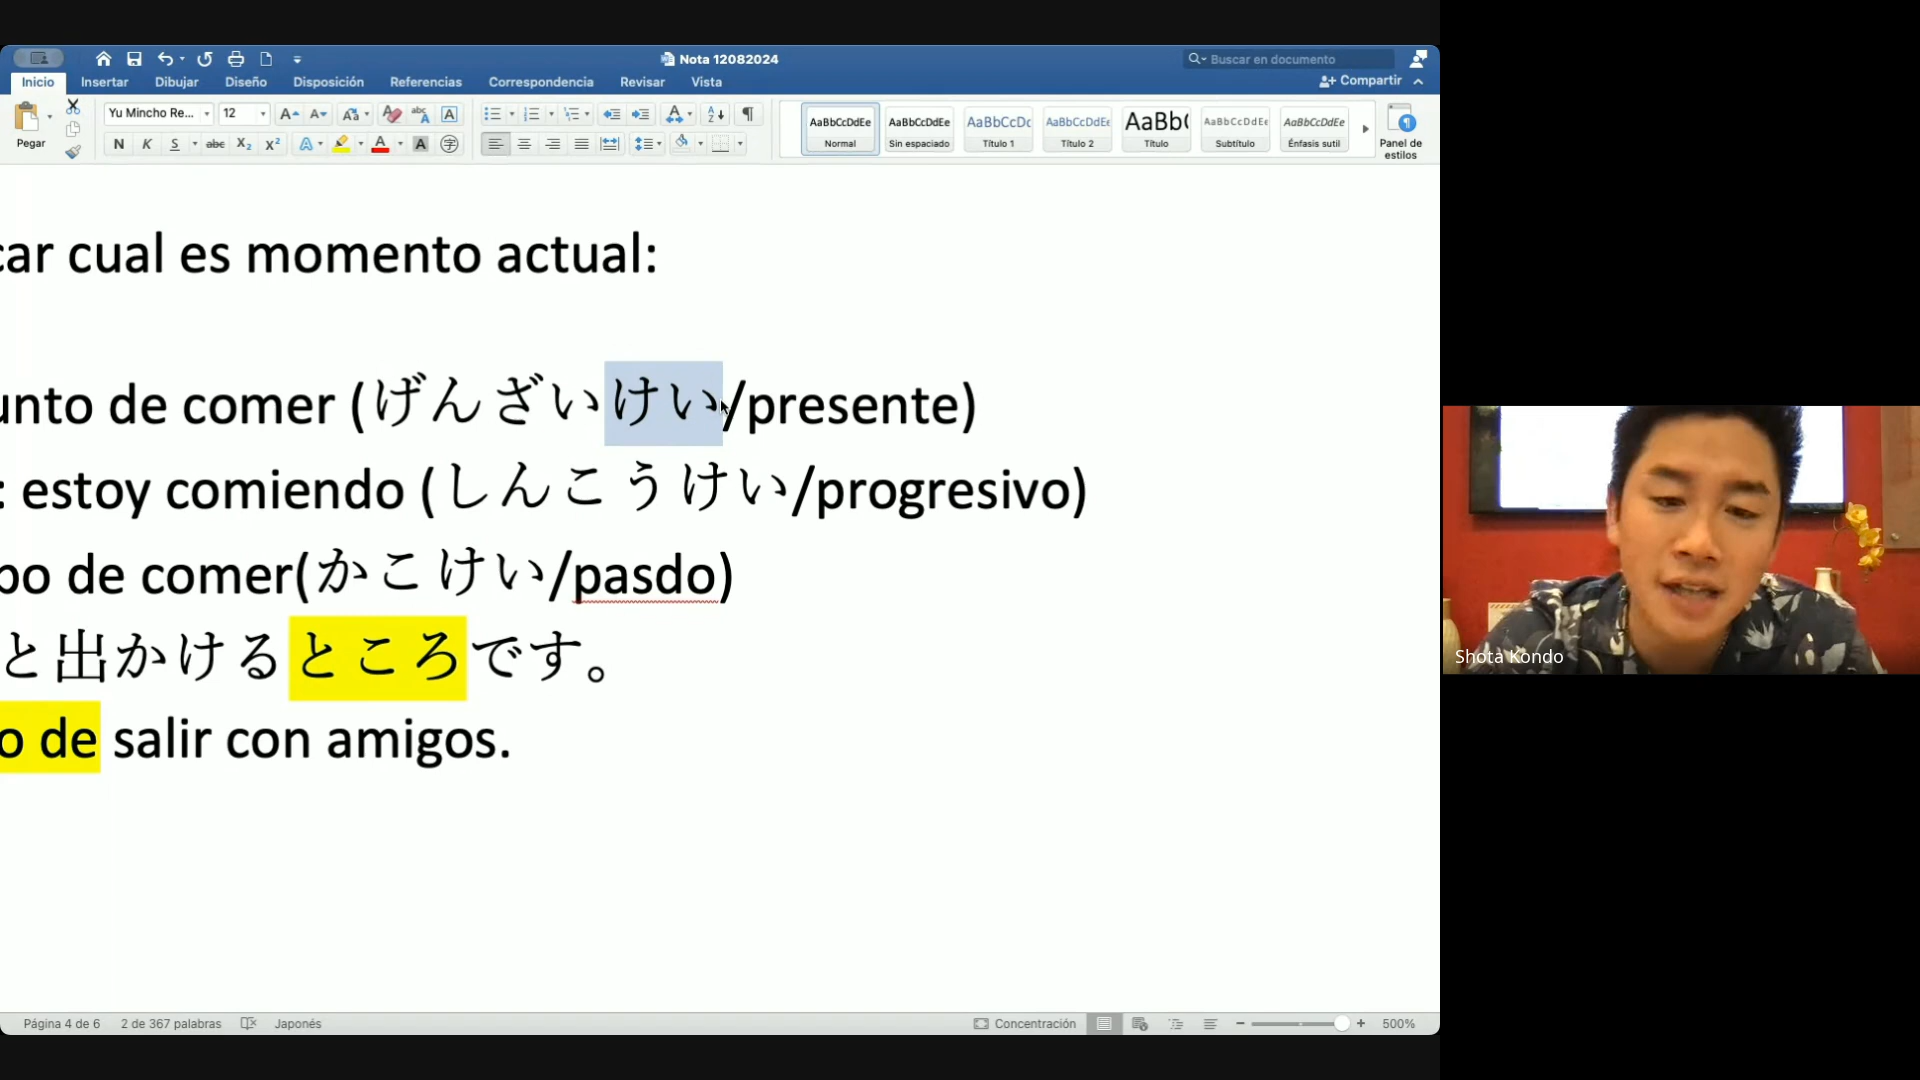 Nota 12082024
Buscar en documento
Inicio Insertar Dibujar Diseño Disposición Referencias Correspondencia Revisar Vista
Compartir
Pegar
Yu Mincho Re... 12
N K S abc X₂ X²
AaBbCcDdEe AaBbCcDdEe AaBbCcDc AaBbCcDdEe AaBb( AaBbCcDdEe AaBbCcDdEe
Normal Sin espaciado Título 1 Título 2 Título Subtítulo Énfasis sutil
Panel de
estilos
car cual es momento actual:
unto de comer (げんざいけい/presente)
: estoy comiendo (しんこうけい/progresivo)
po de comer(かこけい/pasdo)
と出かけるところです。
o de salir con amigos.
Shota Kondo
Página 4 de 6 2 de 367 palabras Japonés Concentración 500%